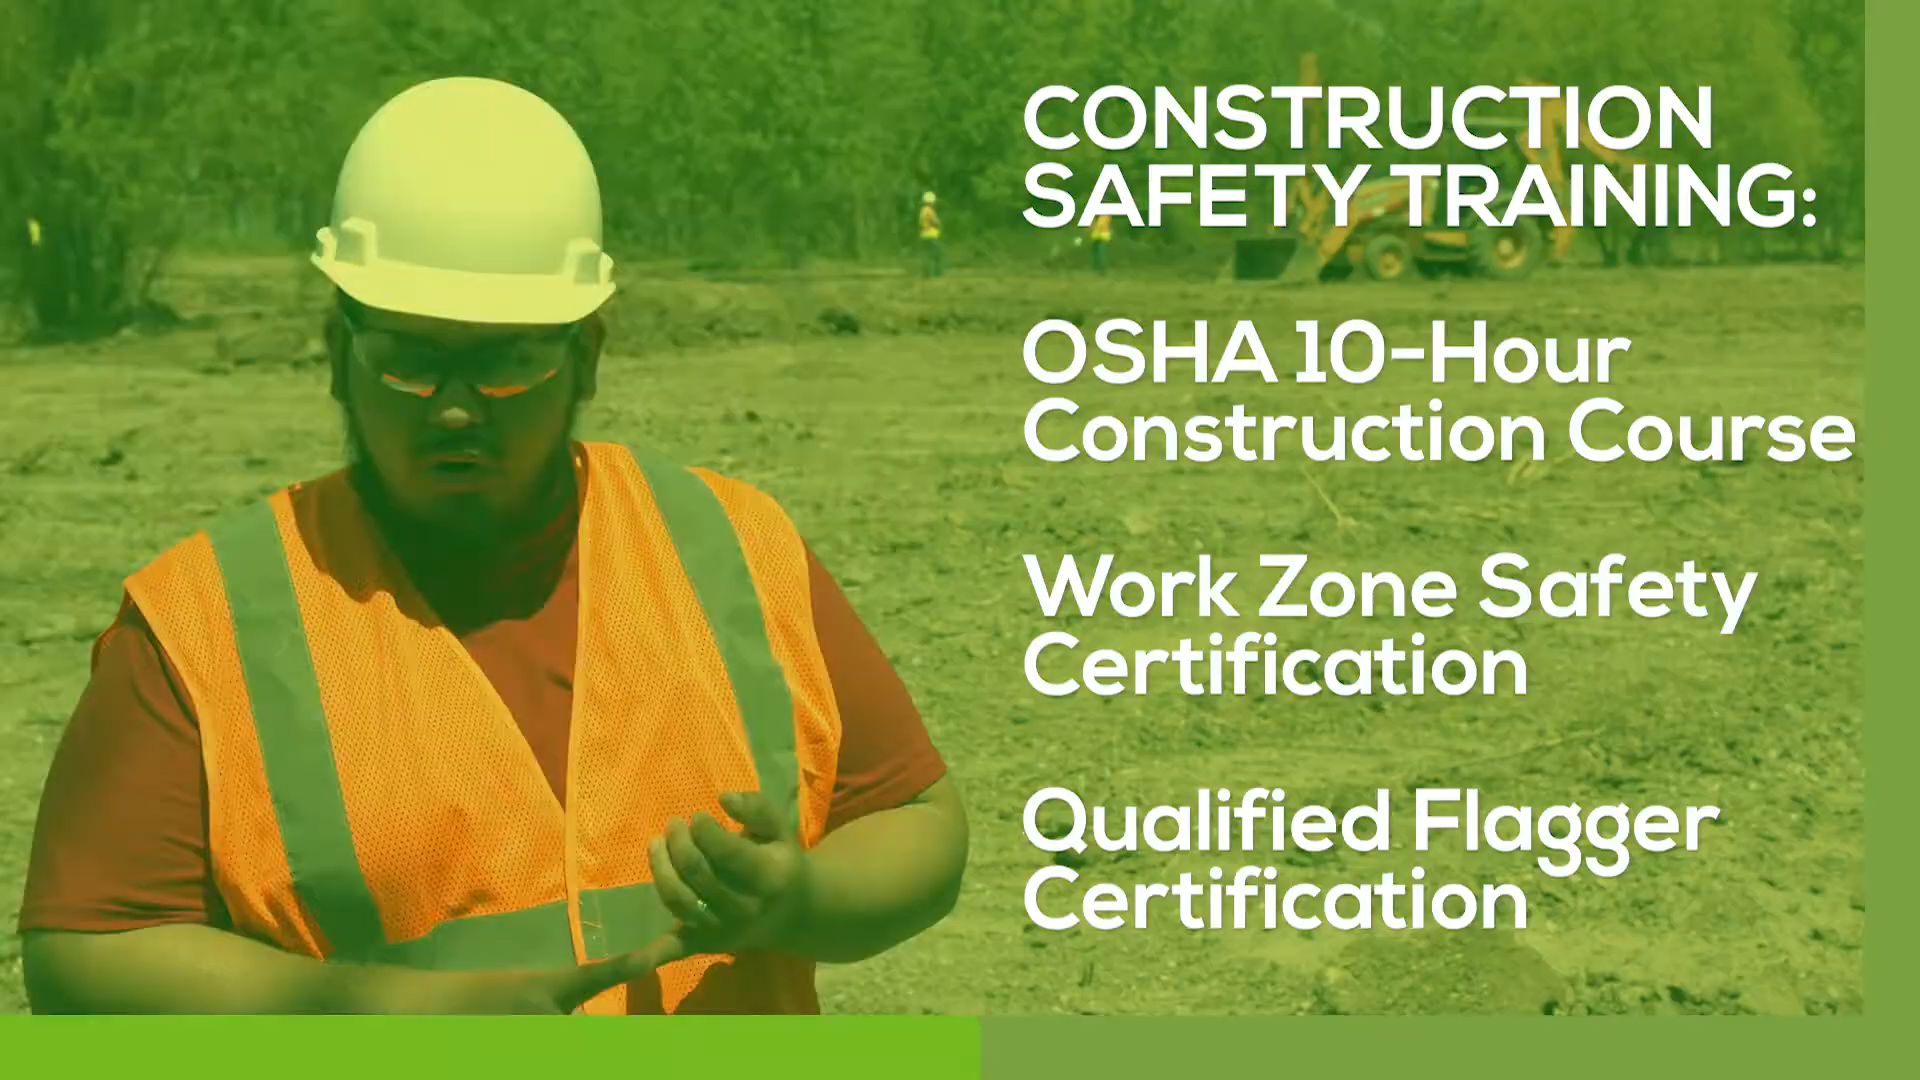 CONSTRUCTION
SAFETY TRAINING:
OSHA 10-Hour
Construction Course
Work Zone Safety
Certification
Qualified Flagger
Certification